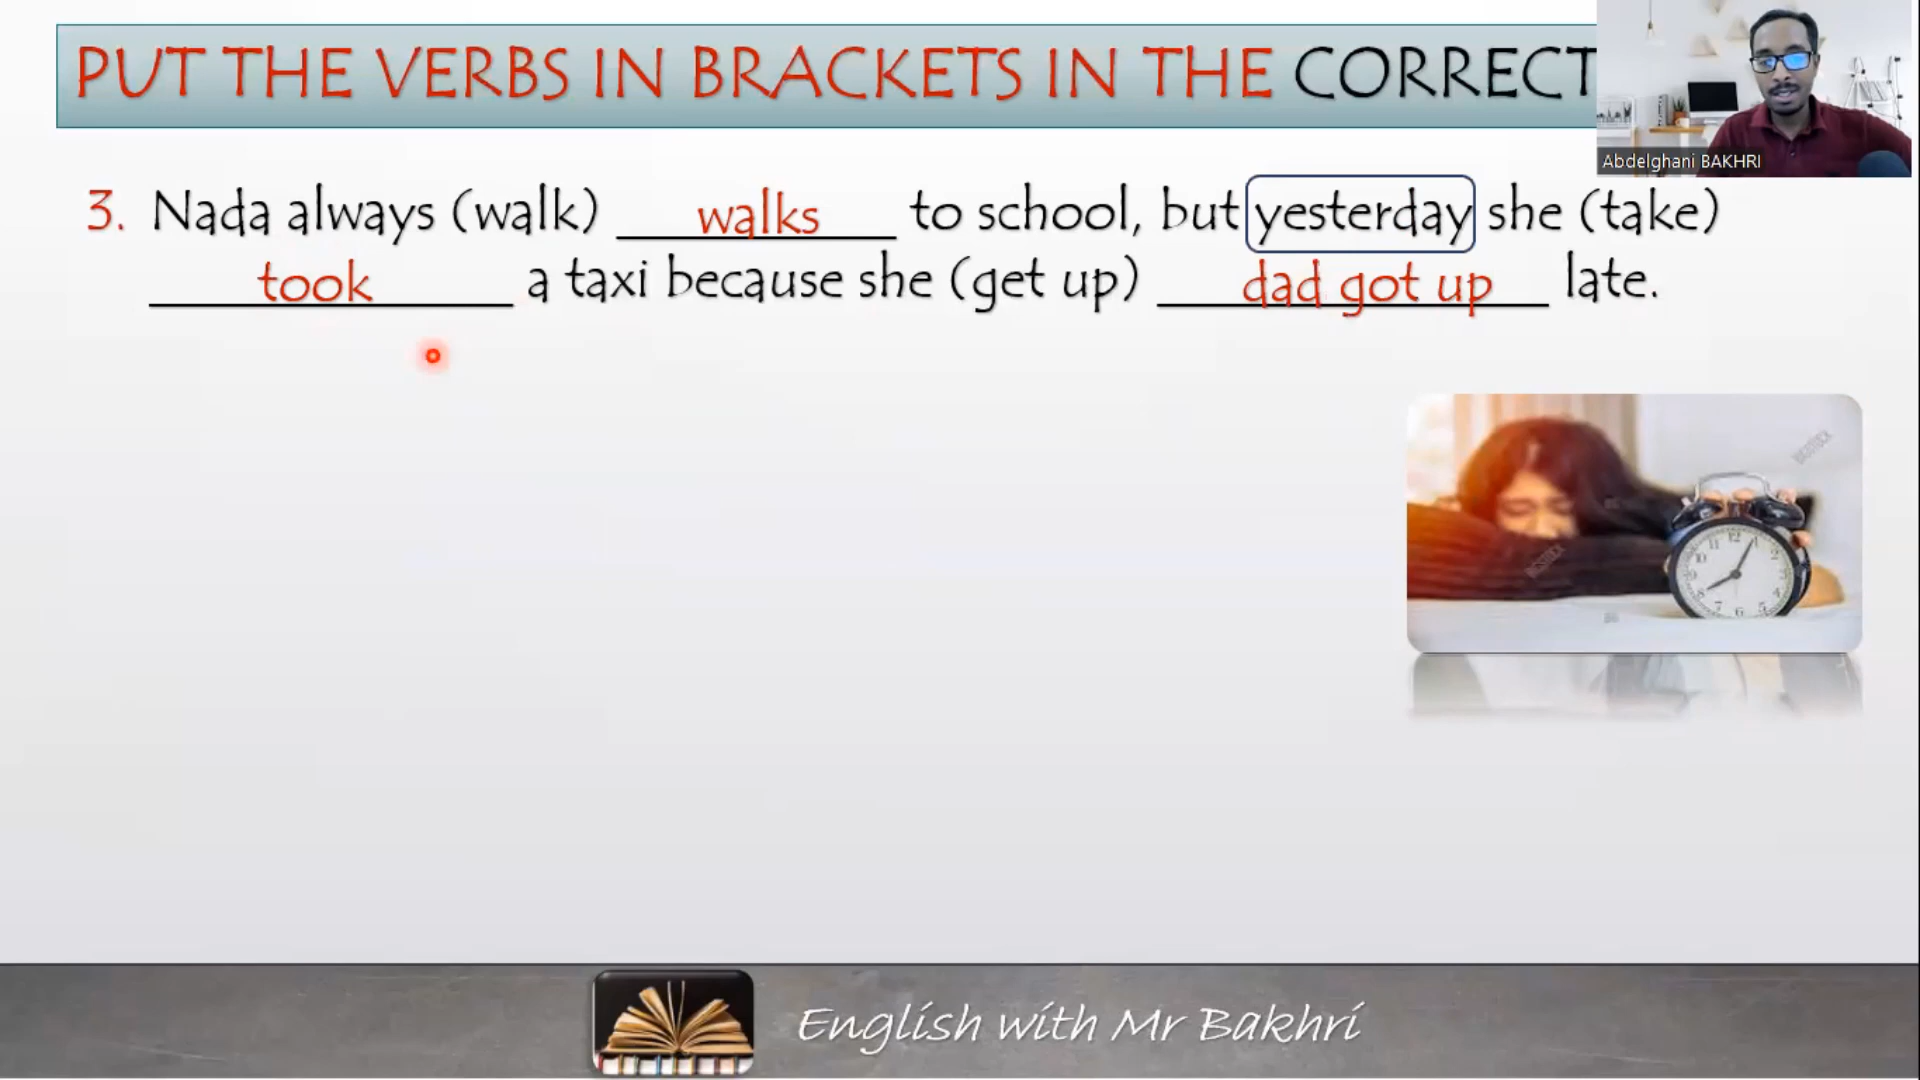 PUT THE VERBS IN BRACKETS IN THE CORRECT
Abdelghani BAKHRI
3. Nada always (walk) walks to school, but yesterday she (take)
took a taxi because she (get up) dad got up late.
English with Mr Bakhri